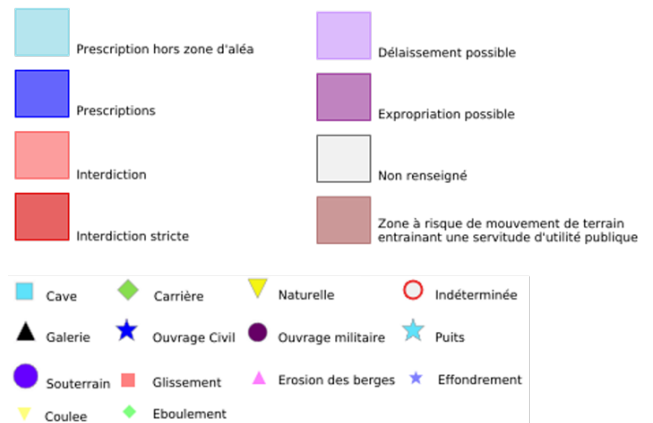 Prescription hors zone d'aléa
Délaissement possible
Prescriptions
Expropriation possible
Interdiction
Non renseigné
Interdiction stricte
Zone à risque de mouvement de terrain
entrainant une servitude d'utilité publique
Cave
Carrière
Naturelle
Indéterminée
Galerie
Ouvrage Civil
Ouvrage militaire
Puits
Souterrain
Glissement
Erosion des berges
Effondrement
Coulee
Eboulement